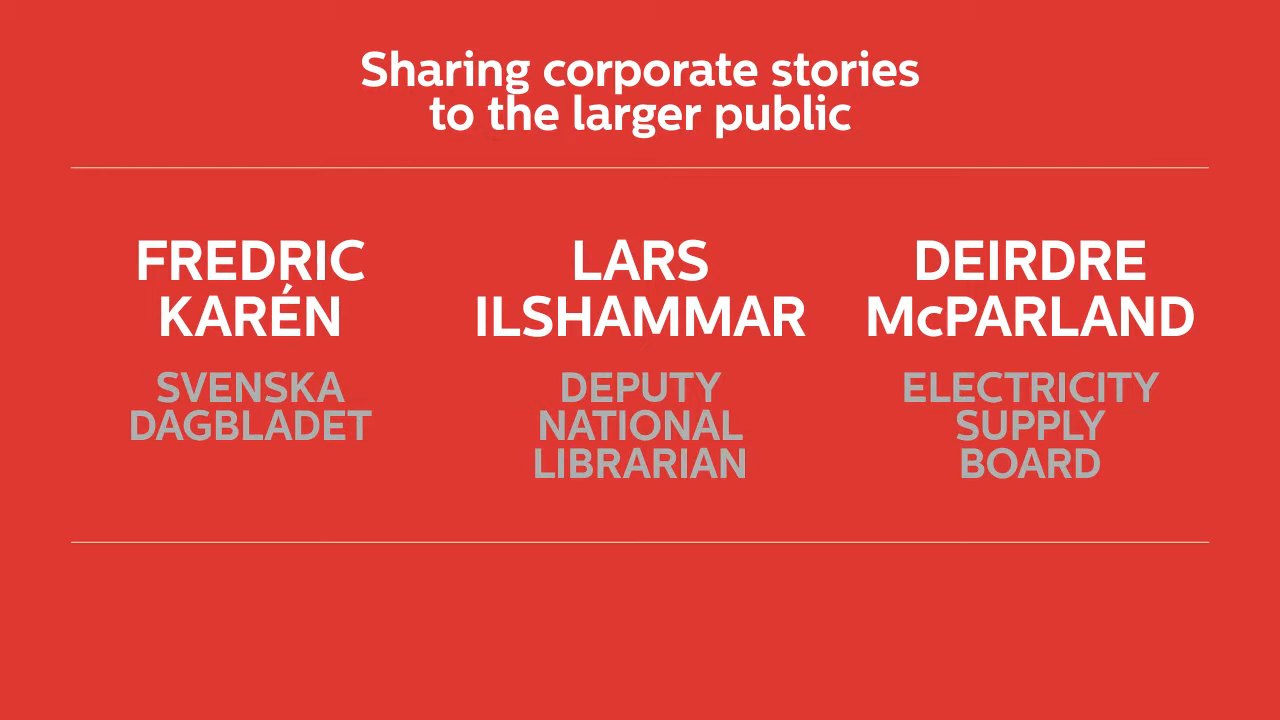 Sharing corporate stories
to the larger public
FREDRIC
KARÉN
SVENSKA
DAGBLADET
LARS
ILSHAMMAR
DEPUTY
NATIONAL
LIBRARIAN
DEIRDRE
McPARLAND
ELECTRICITY
SUPPLY
BOARD